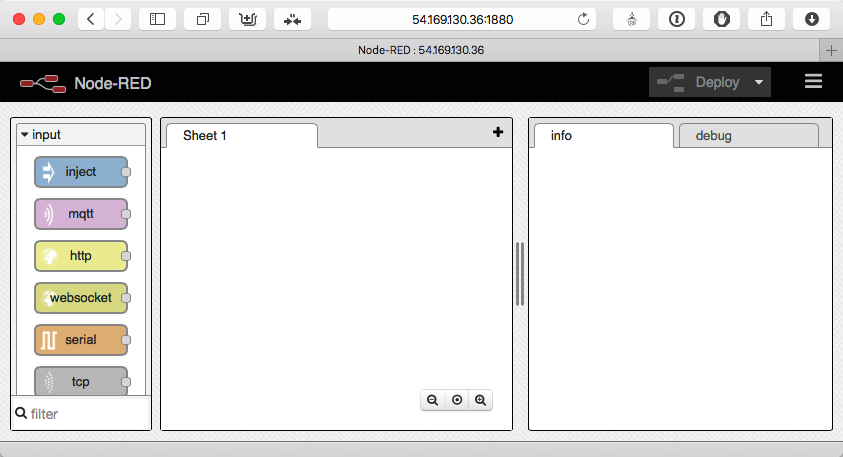 54.169.130.36:1880
Node-RED : 54.169.130.36
Node-RED
Deploy
input
inject
mqtt
http
websocket
serial
tcp
filter
Sheet 1
info
debug